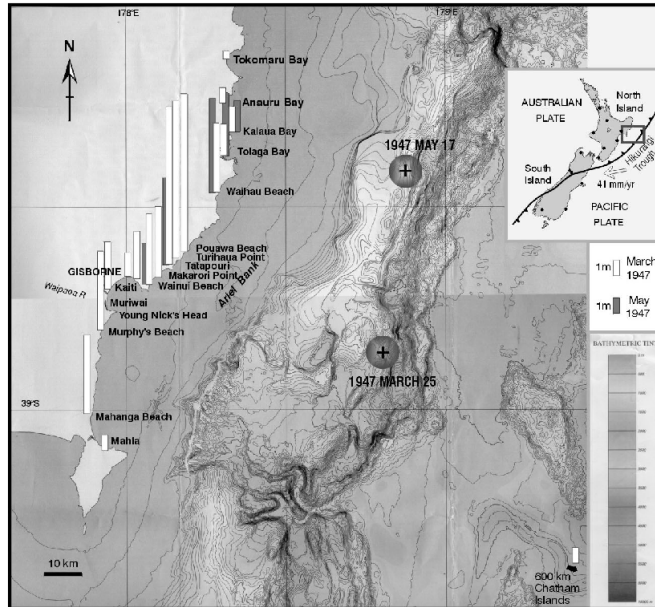 178°E
179°E
N
Tokomaru Bay
Anauru Bay
Kaiaua Bay
Tolaga Bay
Waihau Beach
1947 MAY 17
Pouawa Beach
Turihaua Point
Tatapouri
Makarori Point
Wainui Beach
GISBORNE
Kaiti
Waipaoa R
Muriwai
Young Nick's Head
Murphy's Beach
Ariel Bank
1947 MARCH 25
39°S
Mahanga Beach
Mahia
10 km
600 km
Chatham
Islands
AUSTRALIAN
PLATE
North
Island
South
Island
Hikurangi
Trough
41 mm/yr
PACIFIC
PLATE
1m March
1947
1m May
1947
BATHYMETRIC TINT